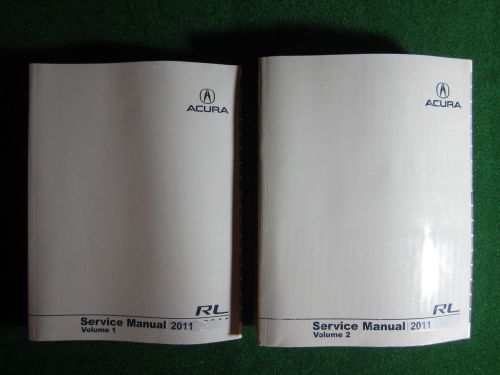 ACURA
RL
Service Manual 2011
Volume 1
ACURA
RL
Service Manual 2011
Volume 2